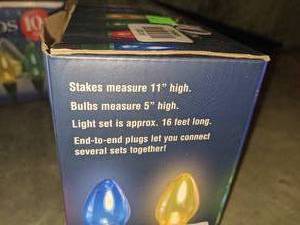 10
Stakes measure 11" high.
Bulbs measure 5" high.
Light set is approx. 16 feet long.
End-to-end plugs let you connect
several sets together!